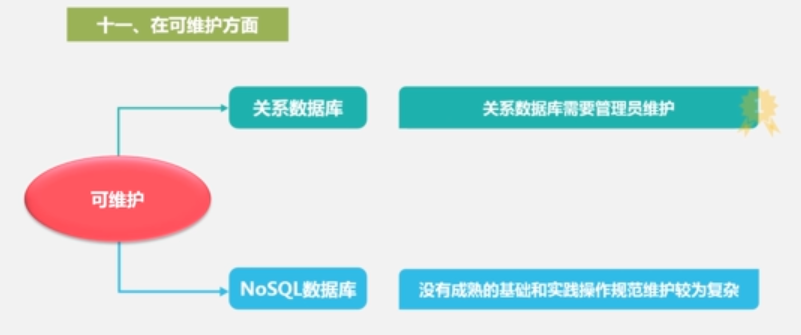 十一、在可维护方面
关系数据库
关系数据库需要管理员维护
1
可维护
NoSQL数据库
没有成熟的基础和实践操作规范维护较为复杂